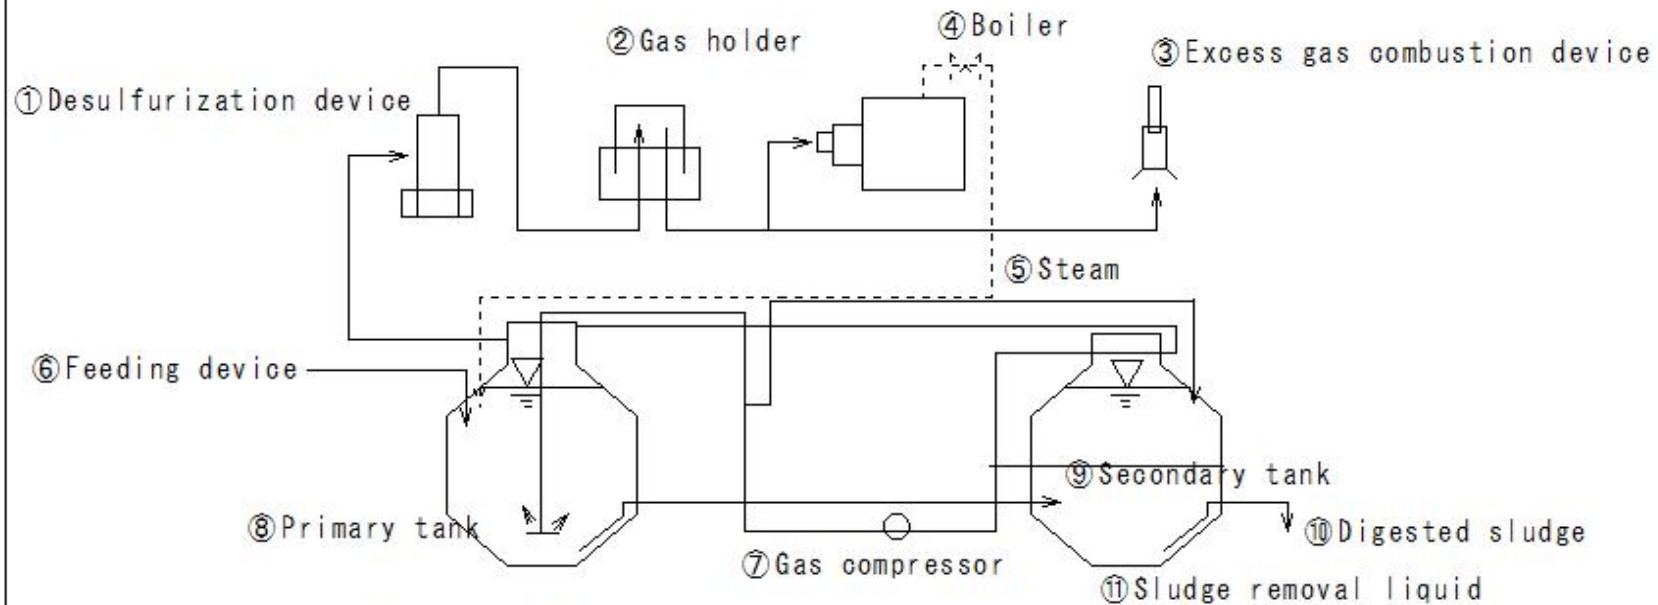 ④Boiler
②Gas holder
③Excess gas combustion device
①Desulfurization device
⑤Steam
⑥Feeding device
⑨Secondary tank
⑧Primary tank
⑩Digested sludge
⑦Gas compressor
⑪Sludge removal liquid